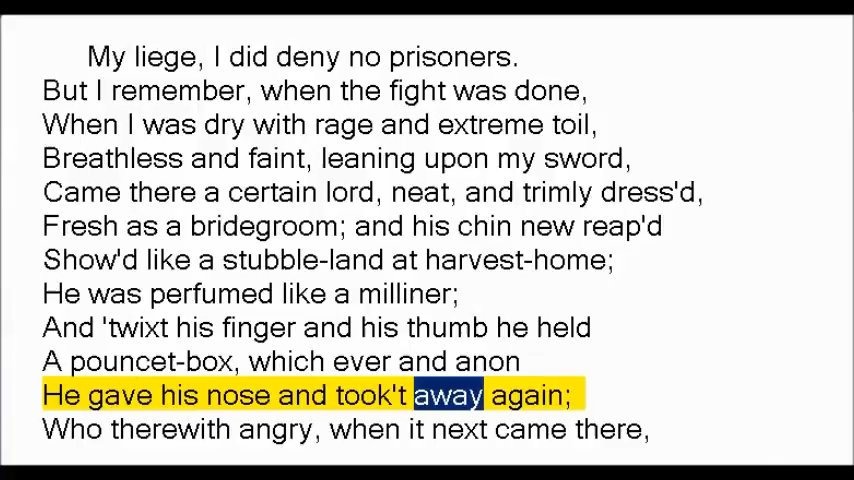 My liege, I did deny no prisoners.
But I remember, when the fight was done,
When I was dry with rage and extreme toil,
Breathless and faint, leaning upon my sword,
Came there a certain lord, neat, and trimly dress'd,
Fresh as a bridegroom; and his chin new reap'd
Show'd like a stubble-land at harvest-home;
He was perfumed like a milliner;
And 'twixt his finger and his thumb he held
A pouncet-box, which ever and anon
He gave his nose and took't away again;
Who therewith angry, when it next came there,